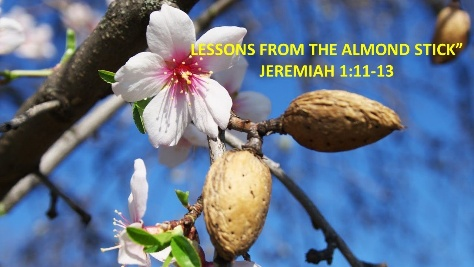 LESSONS FROM THE ALMOND STICK”
JEREMIAH 1:11-13